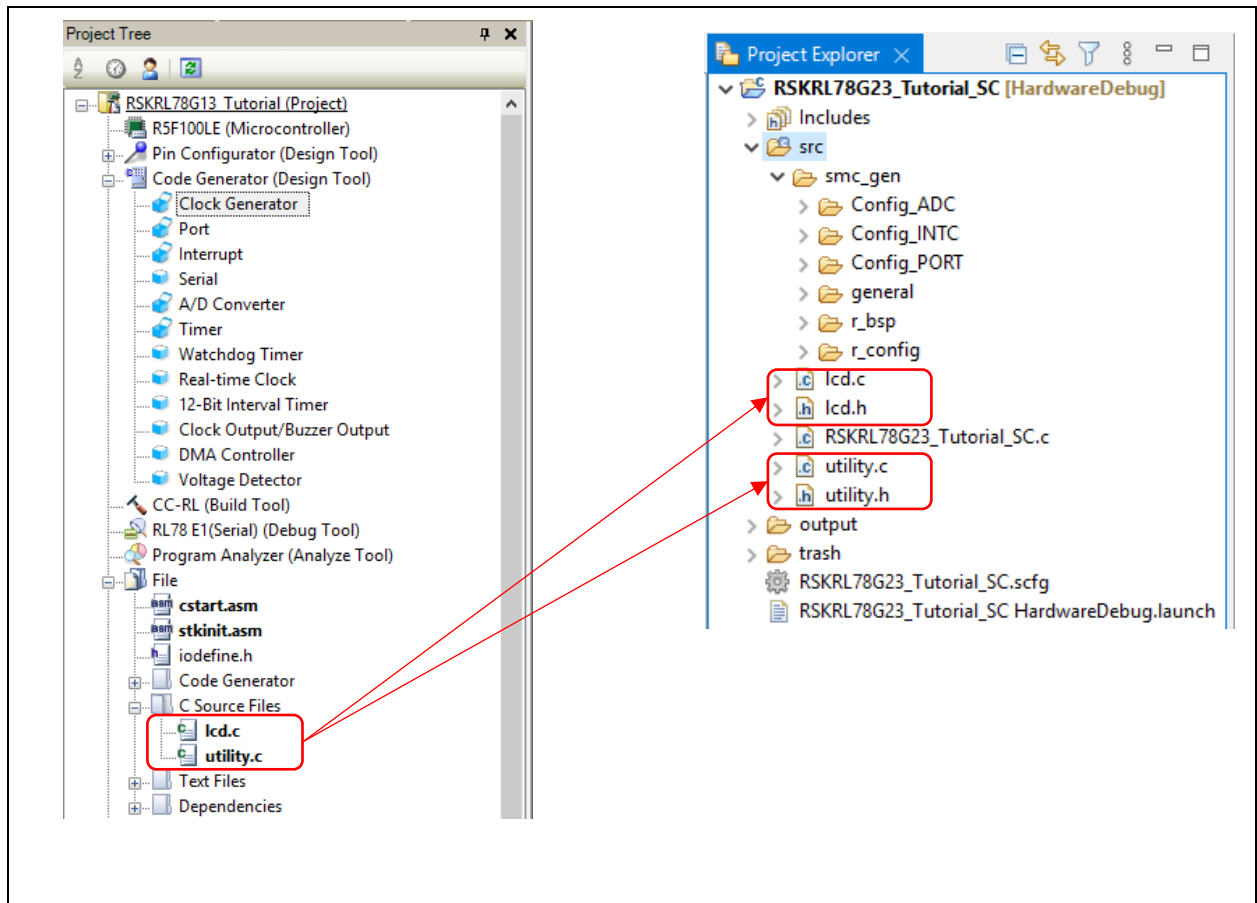 Project Tree
RSKRL78G13_Tutorial (Project)
R5F100LE (Microcontroller)
Pin Configurator (Design Tool)
Code Generator (Design Tool)
Clock Generator
Port
Interrupt
Serial
A/D Converter
Timer
Watchdog Timer
Real-time Clock
12-Bit Interval Timer
Clock Output/Buzzer Output
DMA Controller
Voltage Detector
CC-RL (Build Tool)
RL78 E1(Serial) (Debug Tool)
Program Analyzer (Analyze Tool)
File
cstart.asm
stkinit.asm
iodefine.h
Code Generator
C Source Files
lcd.c
utility.c
Text Files
Dependencies
Project Explorer
RSKRL78G23_Tutorial_SC [HardwareDebug]
Includes
src
smc_gen
Config_ADC
Config_INTC
Config_PORT
general
r_bsp
r_config
lcd.c
lcd.h
RSKRL78G23_Tutorial_SC.c
utility.c
utility.h
output
trash
RSKRL78G23_Tutorial_SC.scfg
RSKRL78G23_Tutorial_SC HardwareDebug.launch